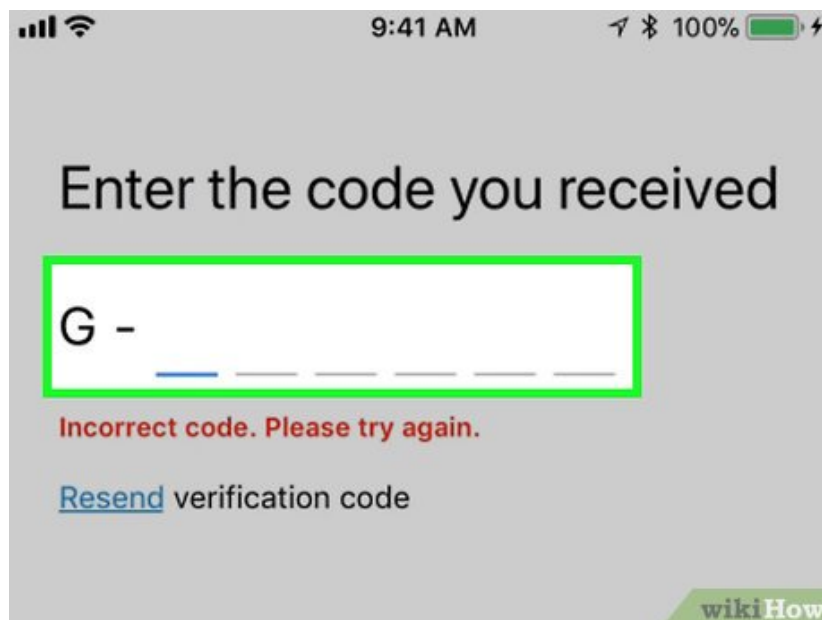 9:41 AM 100%
Enter the code you received
G -
Incorrect code. Please try again.
Resend verification code
wikiHow